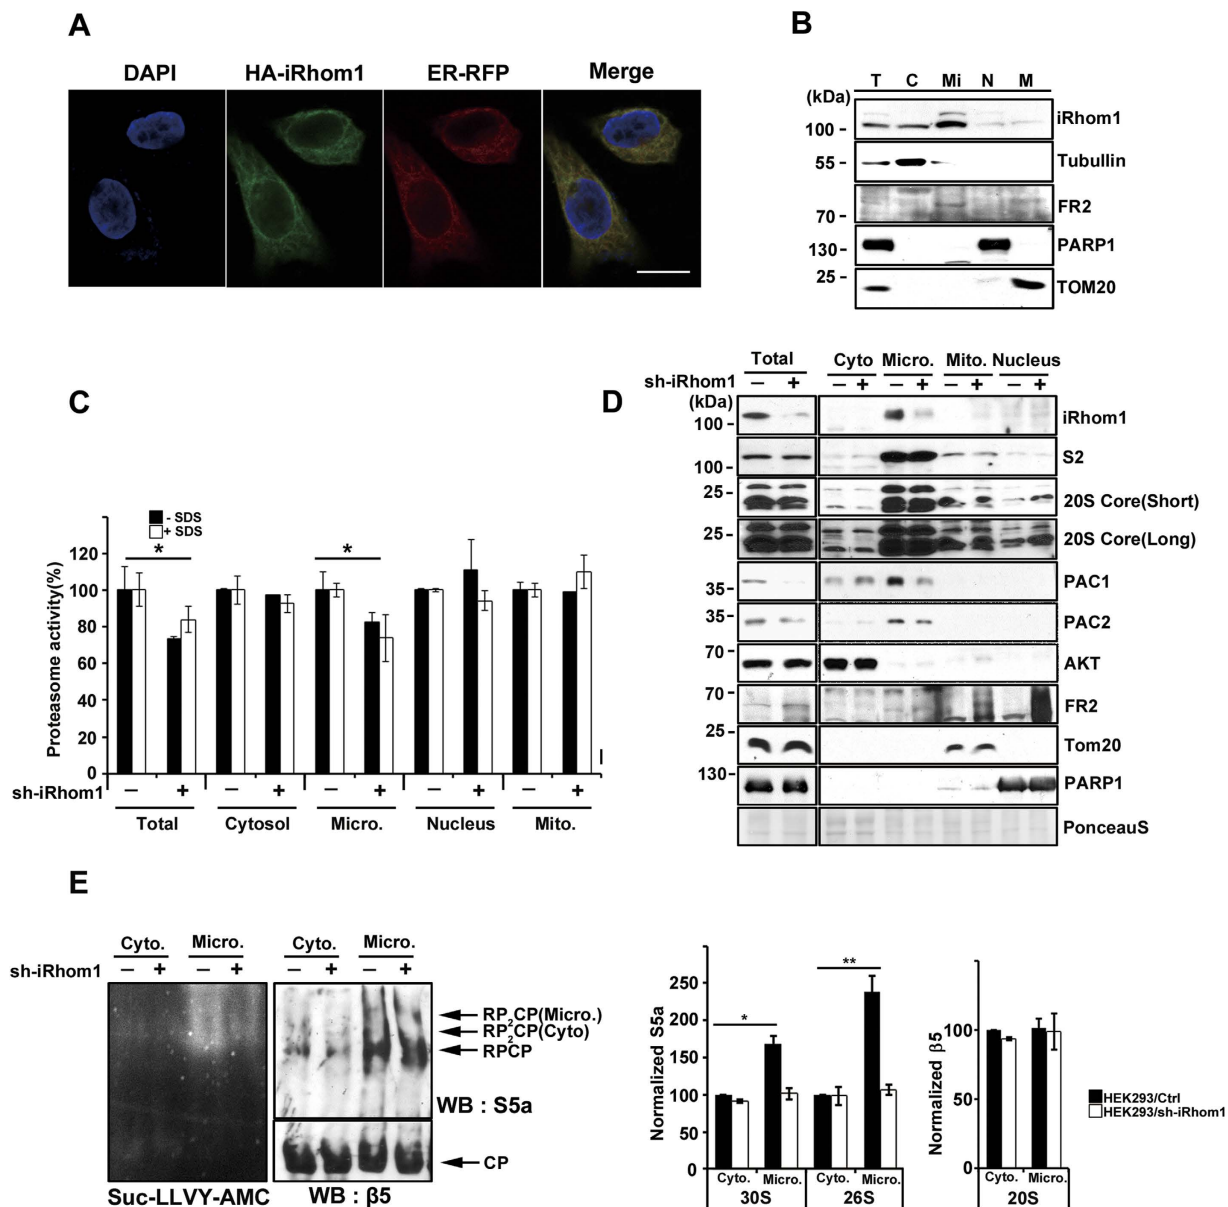 A
DAPI HA-iRhom1 ER-RFP Merge
B
T C Mi N M
(kDa)
100 - iRhom1
55 - Tubullin
70 - FR2
130 - PARP1
25 - TOM20
C
- SDS
+ SDS
* *
Proteasome activity(%)
120
100
80
60
40
20
0
sh-iRhom1 − + − + − + − + − +
Total Cytosol Micro. Nucleus Mito.
D
Total Cyto Micro. Mito. Nucleus
sh-iRhom1 − + − + − + − + − +
(kDa)
100 - iRhom1
100 - S2
25 - 20S Core(Short)
25 - 20S Core(Long)
35 - PAC1
35 - PAC2
70 - AKT
70 - FR2
25 - Tom20
130 - PARP1
PonceauS
E
Cyto. Micro. Cyto. Micro.
sh-iRhom1 − + − + − + − +
RP2CP(Micro.)
RP2CP(Cyto)
RPCP
WB : S5a
CP
Suc-LLVY-AMC WB : β5
Normalized S5a
250
200
150
100
50
0
* **
Cyto. Micro. Cyto. Micro.
30S 26S
Normalized β5
100
50
0
Cyto. Micro.
20S
HEK293/Ctrl
HEK293/sh-iRhom1